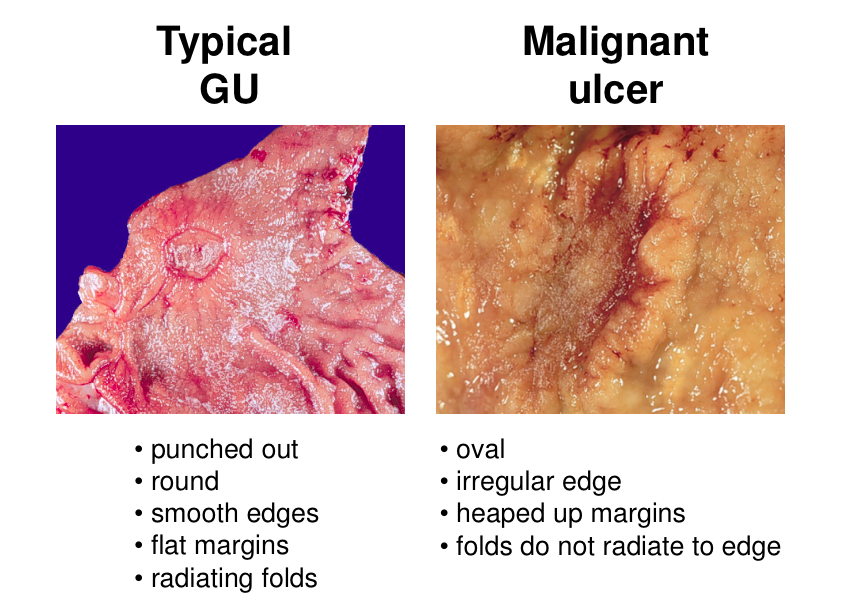 Typical
GU
• punched out
• round
• smooth edges
• flat margins
• radiating folds
Malignant
ulcer
• oval
• irregular edge
• heaped up margins
• folds do not radiate to edge